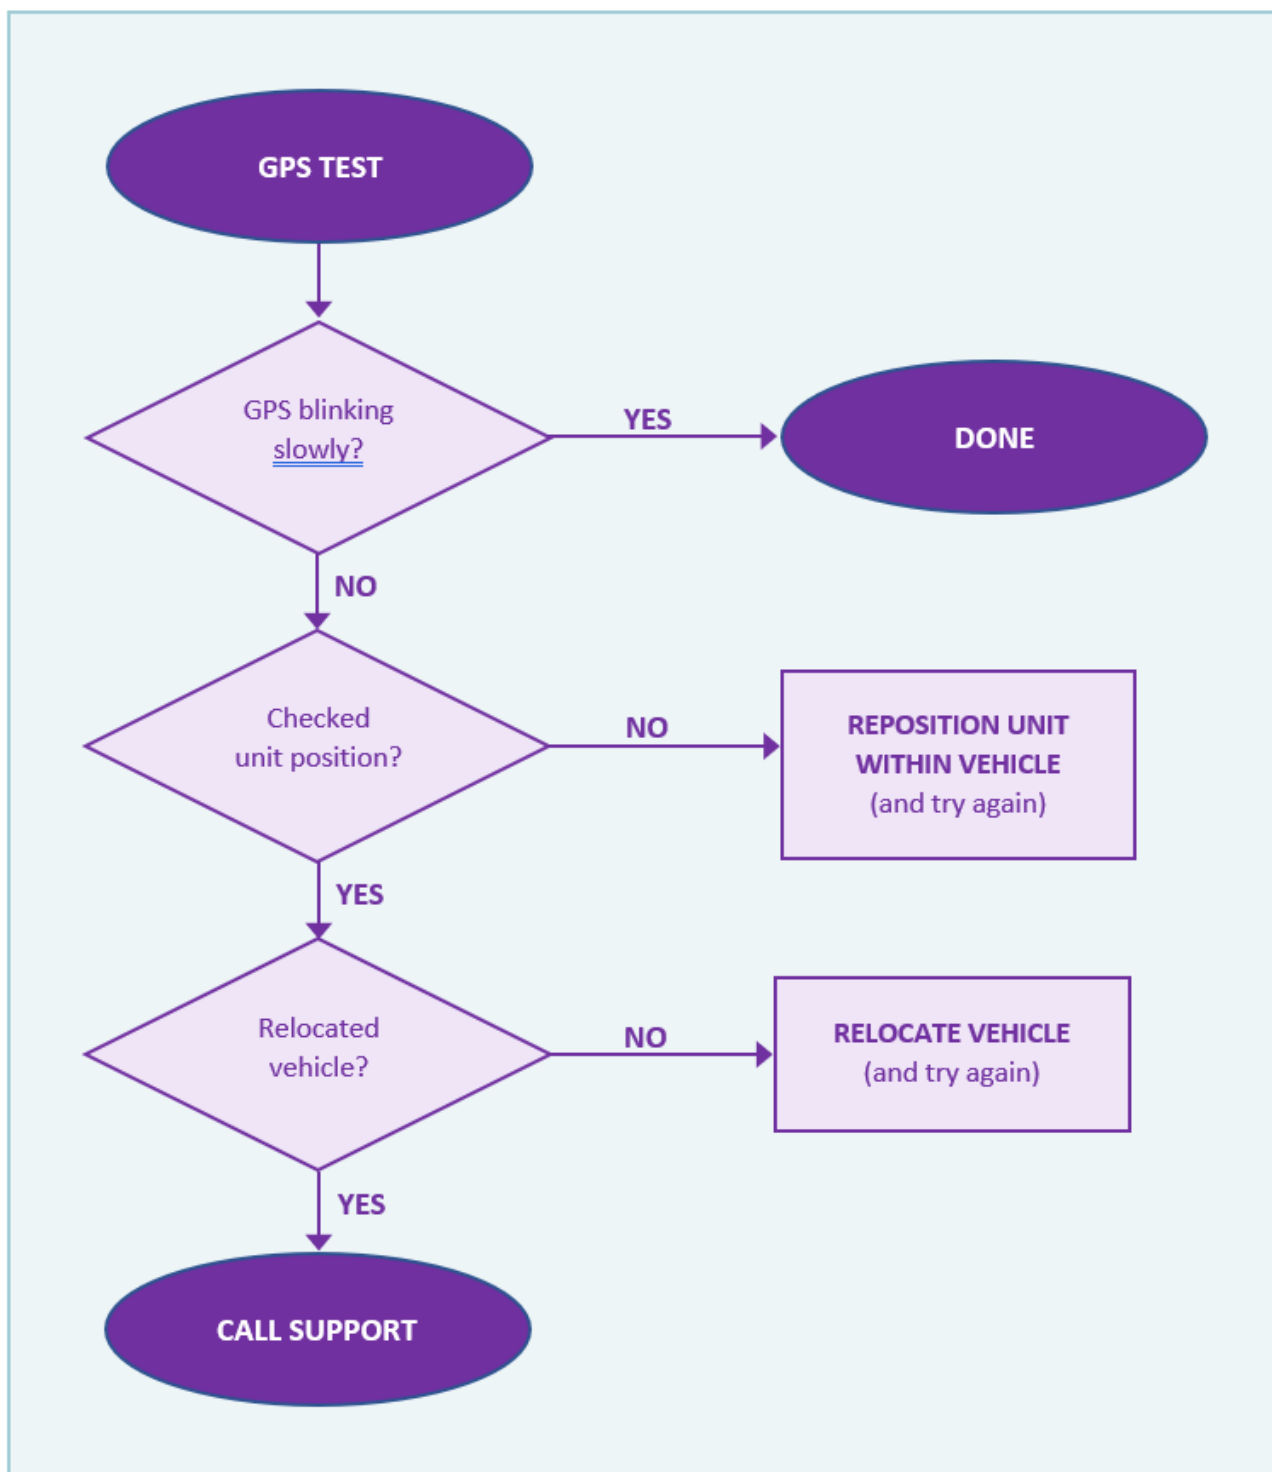 GPS TEST
GPS blinking
slowly?
YES
DONE
NO
Checked
unit position?
NO
REPOSITION UNIT
WITHIN VEHICLE
(and try again)
YES
Relocated
vehicle?
NO
RELOCATE VEHICLE
(and try again)
YES
CALL SUPPORT